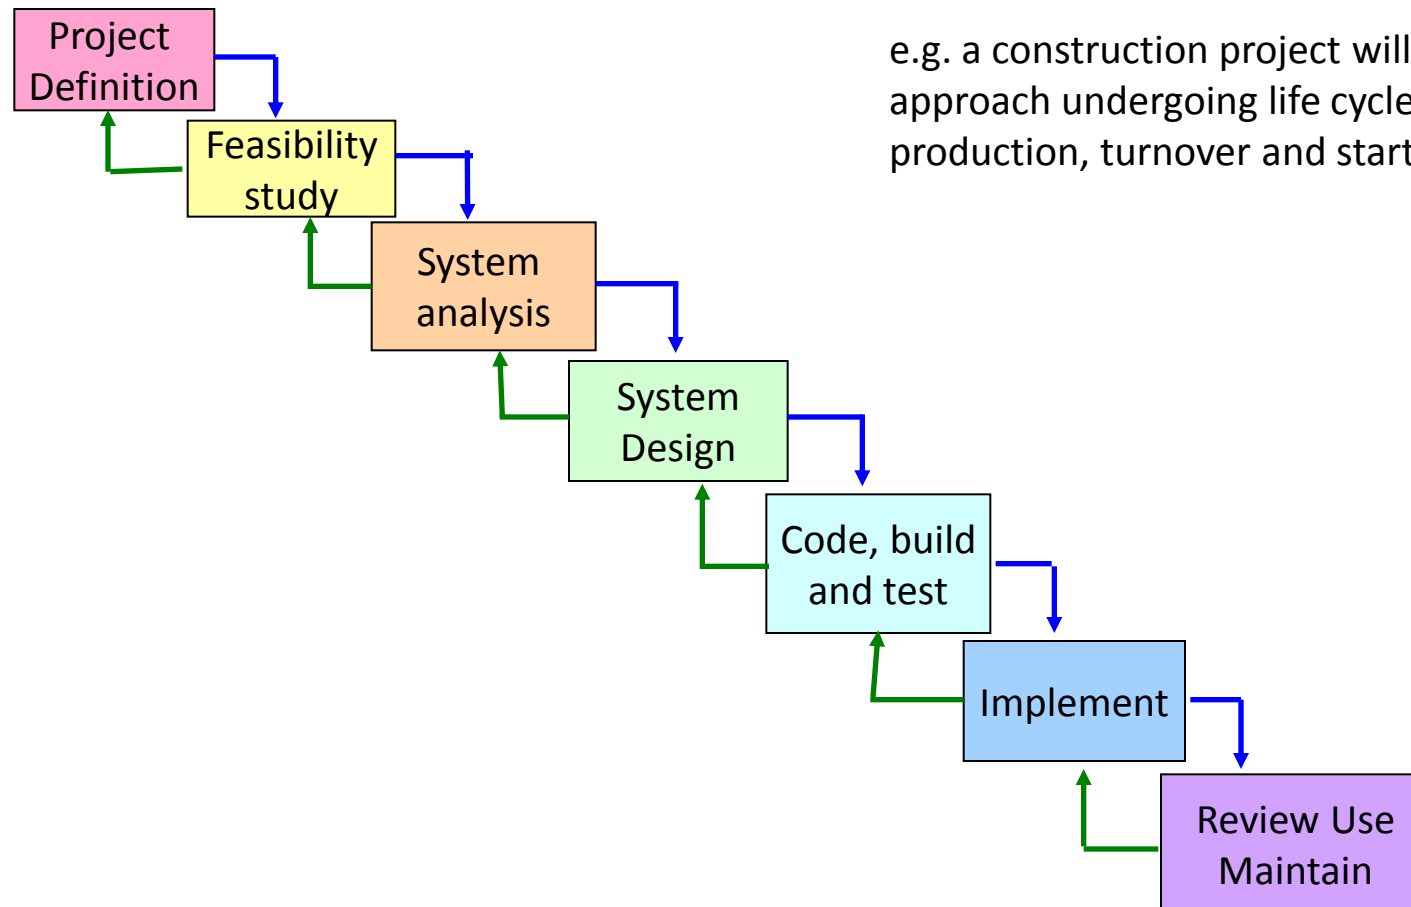 Project
Definition
e.g. a construction project will
approach undergoing life cycle
production, turnover and start
Feasibility
study
System
analysis
System
Design
Code, build
and test
Implement
Review Use
Maintain